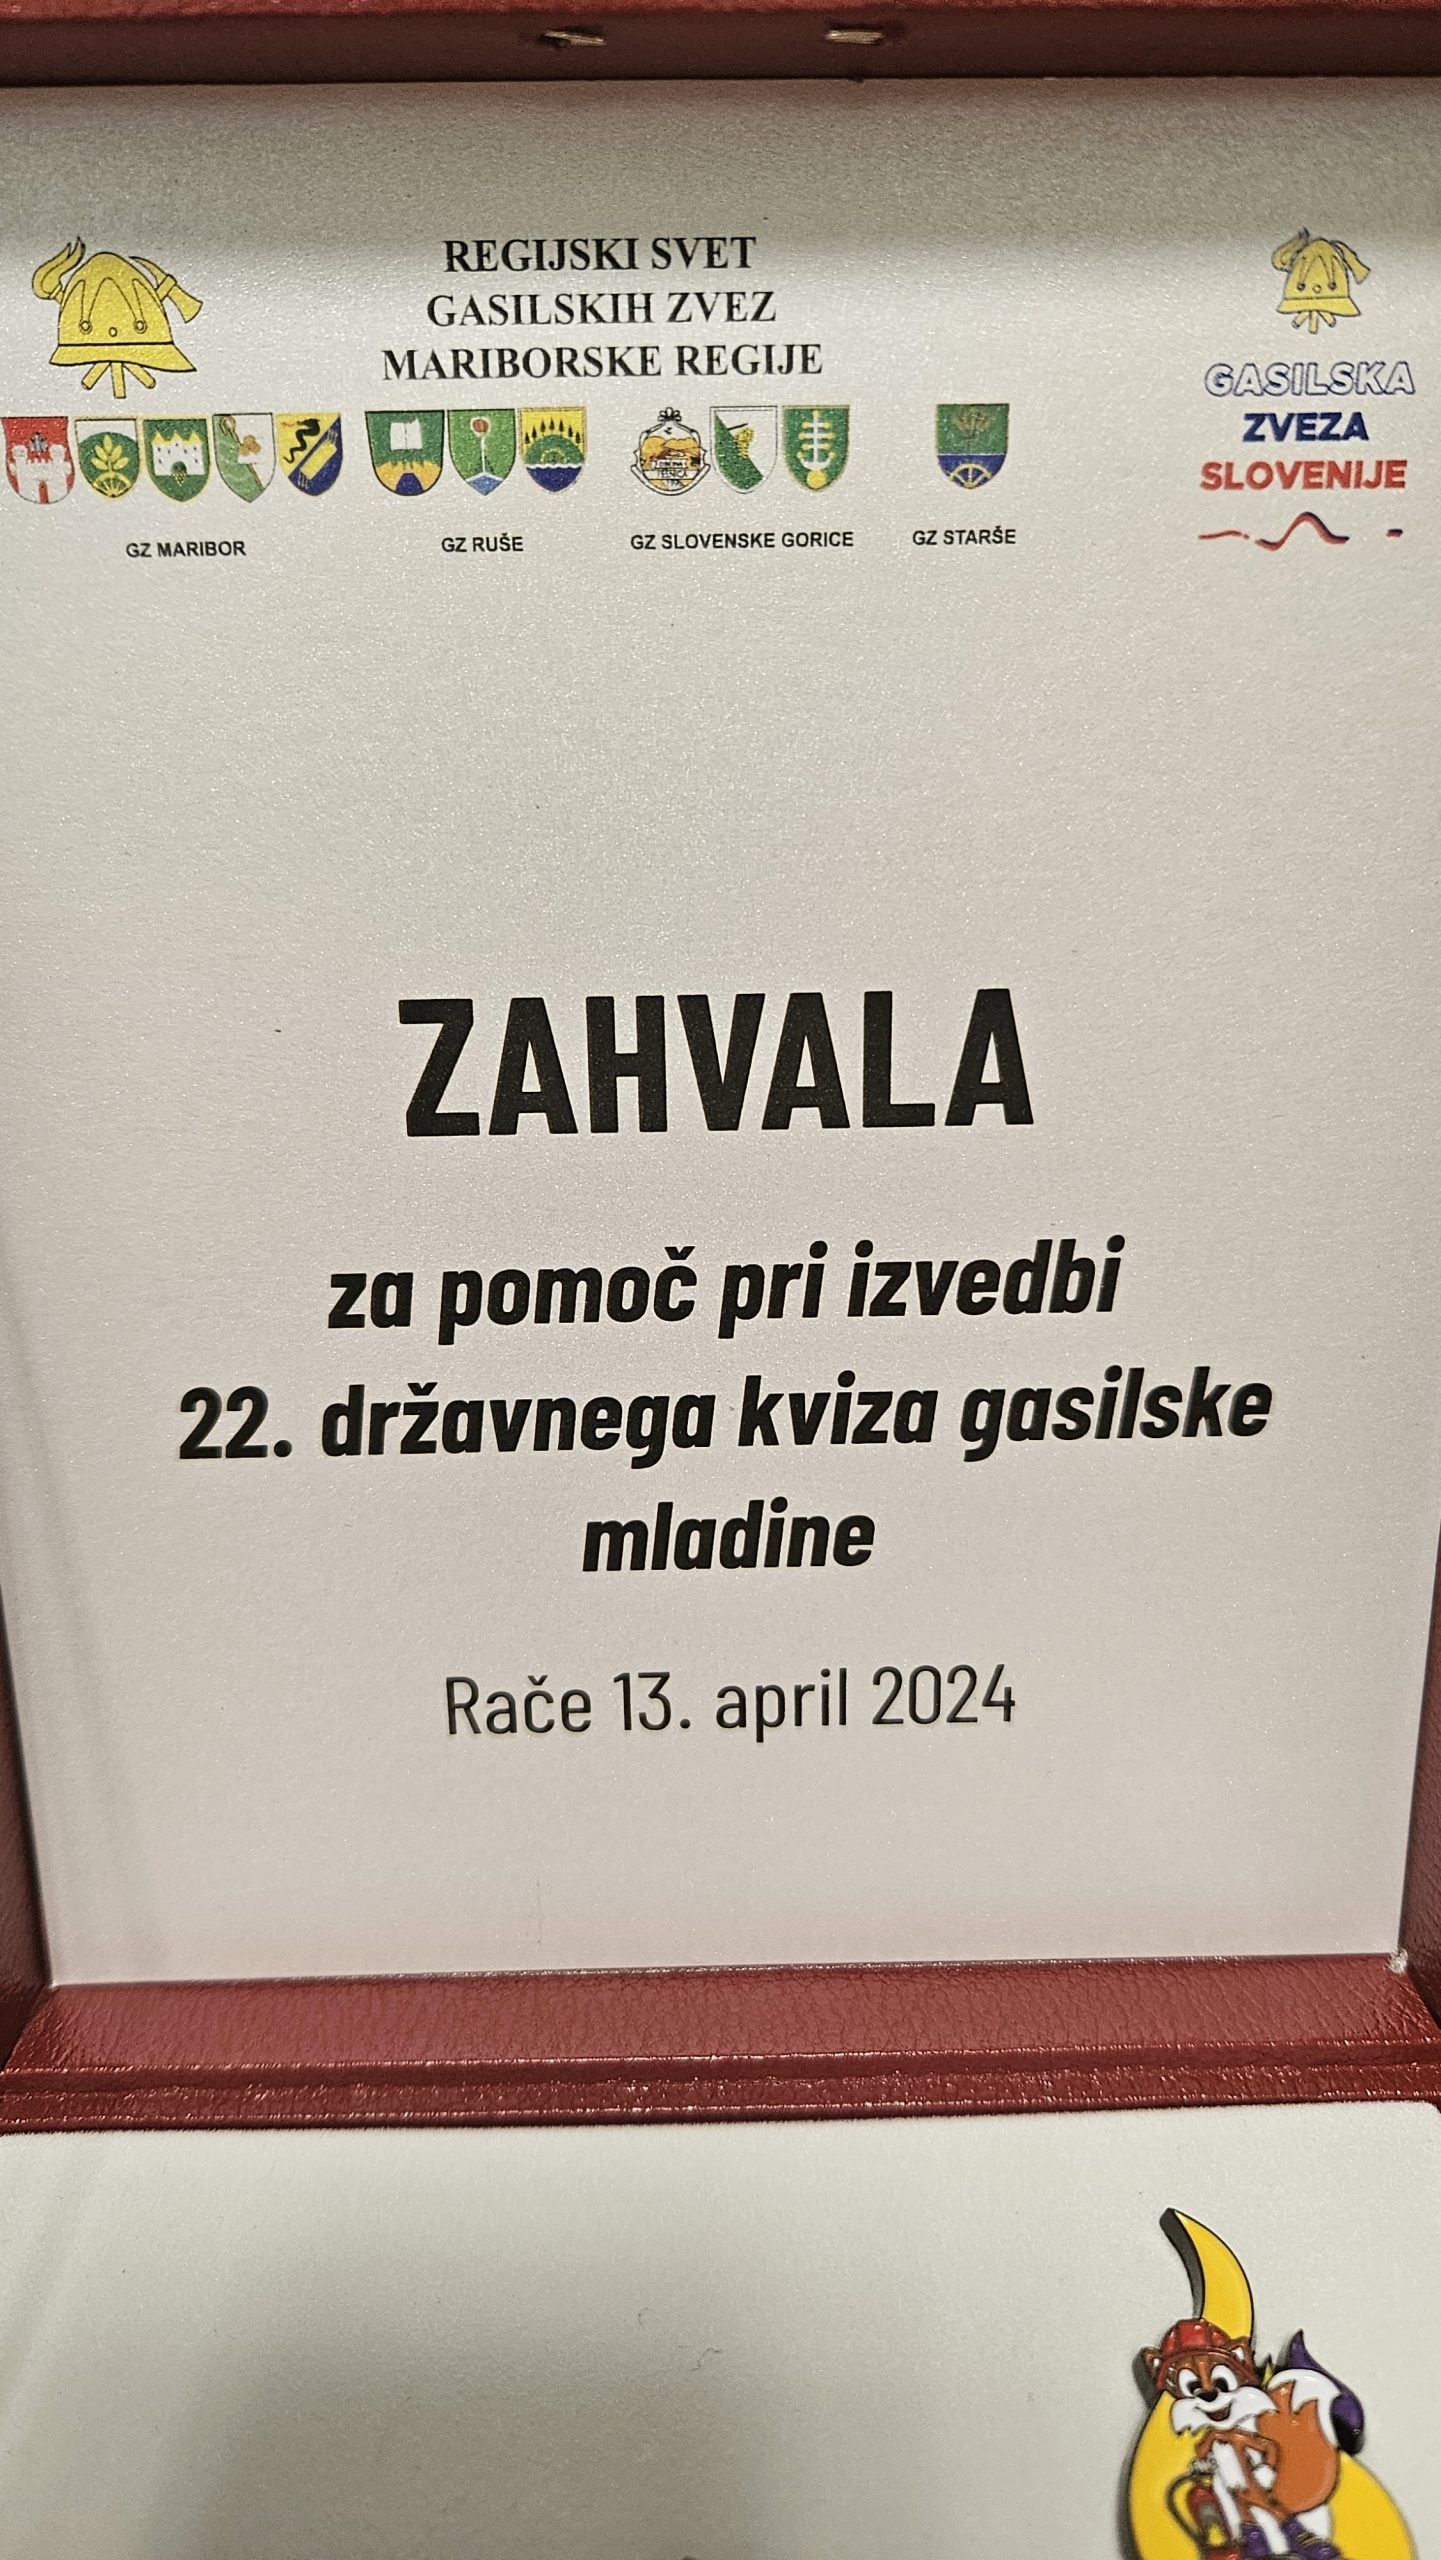 REGIJSKI SVET
GASILSKIH ZVEZ
MARIBORSKE REGIJE
GASILSKA
ZVEZA
SLOVENIJE
GZ MARIBOR
GZ RUŠE
GZ SLOVENSKE GORICE
GZ STARŠE
ZAHVALA
za pomoč pri izvedbi
22. državnega kviza gasilske
mladine
Rače 13. april 2024